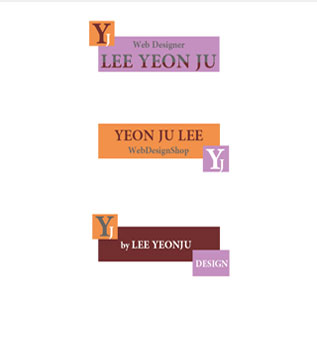 YJ
Web Designer
LEE YEON JU
YEON JU LEE
WebDesignShop
YJ
YJ
by LEE YEONJU
DESIGN